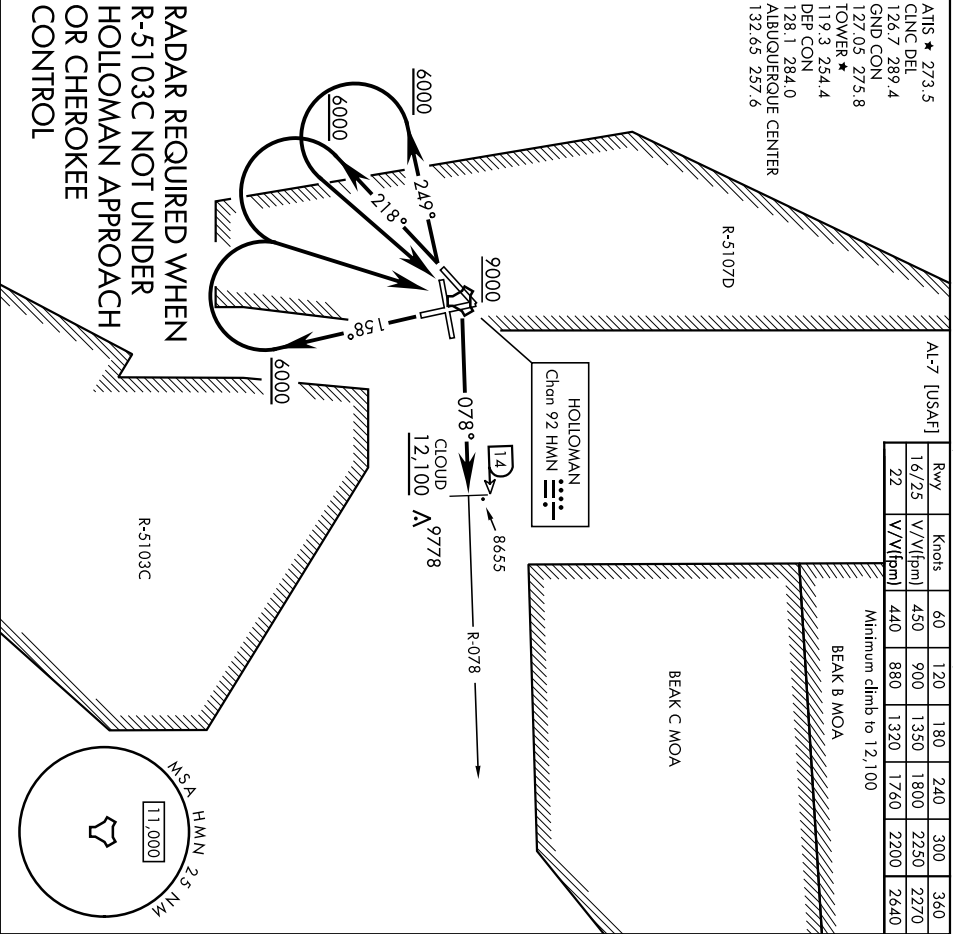 ATIS ★ 273.5
CLNC DEL
126.7 289.4
GND CON
127.05 275.8
TOWER ★
119.3 254.4
DEP CON
128.1 284.0
ALBUQUERQUE CENTER
132.65 257.6
AL-7 [USAF]
Rwy Knots 60 120 180 240 300 360
16/25 V/V(fpm) 450 900 1350 1800 2250 2270
22 V/V(fpm) 440 880 1320 1760 2200 2640
Minimum climb to 12,100
R-5107D
BEAK B MOA
BEAK C MOA
HOLLOMAN
Chan 92 HMN
9000
6000
249°
6000
218°
158°
6000
078°
14
8655
CLOUD
12,100
9778
R-078
R-5103C
RADAR REQUIRED WHEN
R-5103C NOT UNDER
HOLLOMAN APPROACH
OR CHEROKEE
CONTROL
MSA HMN 25 NM
11,000